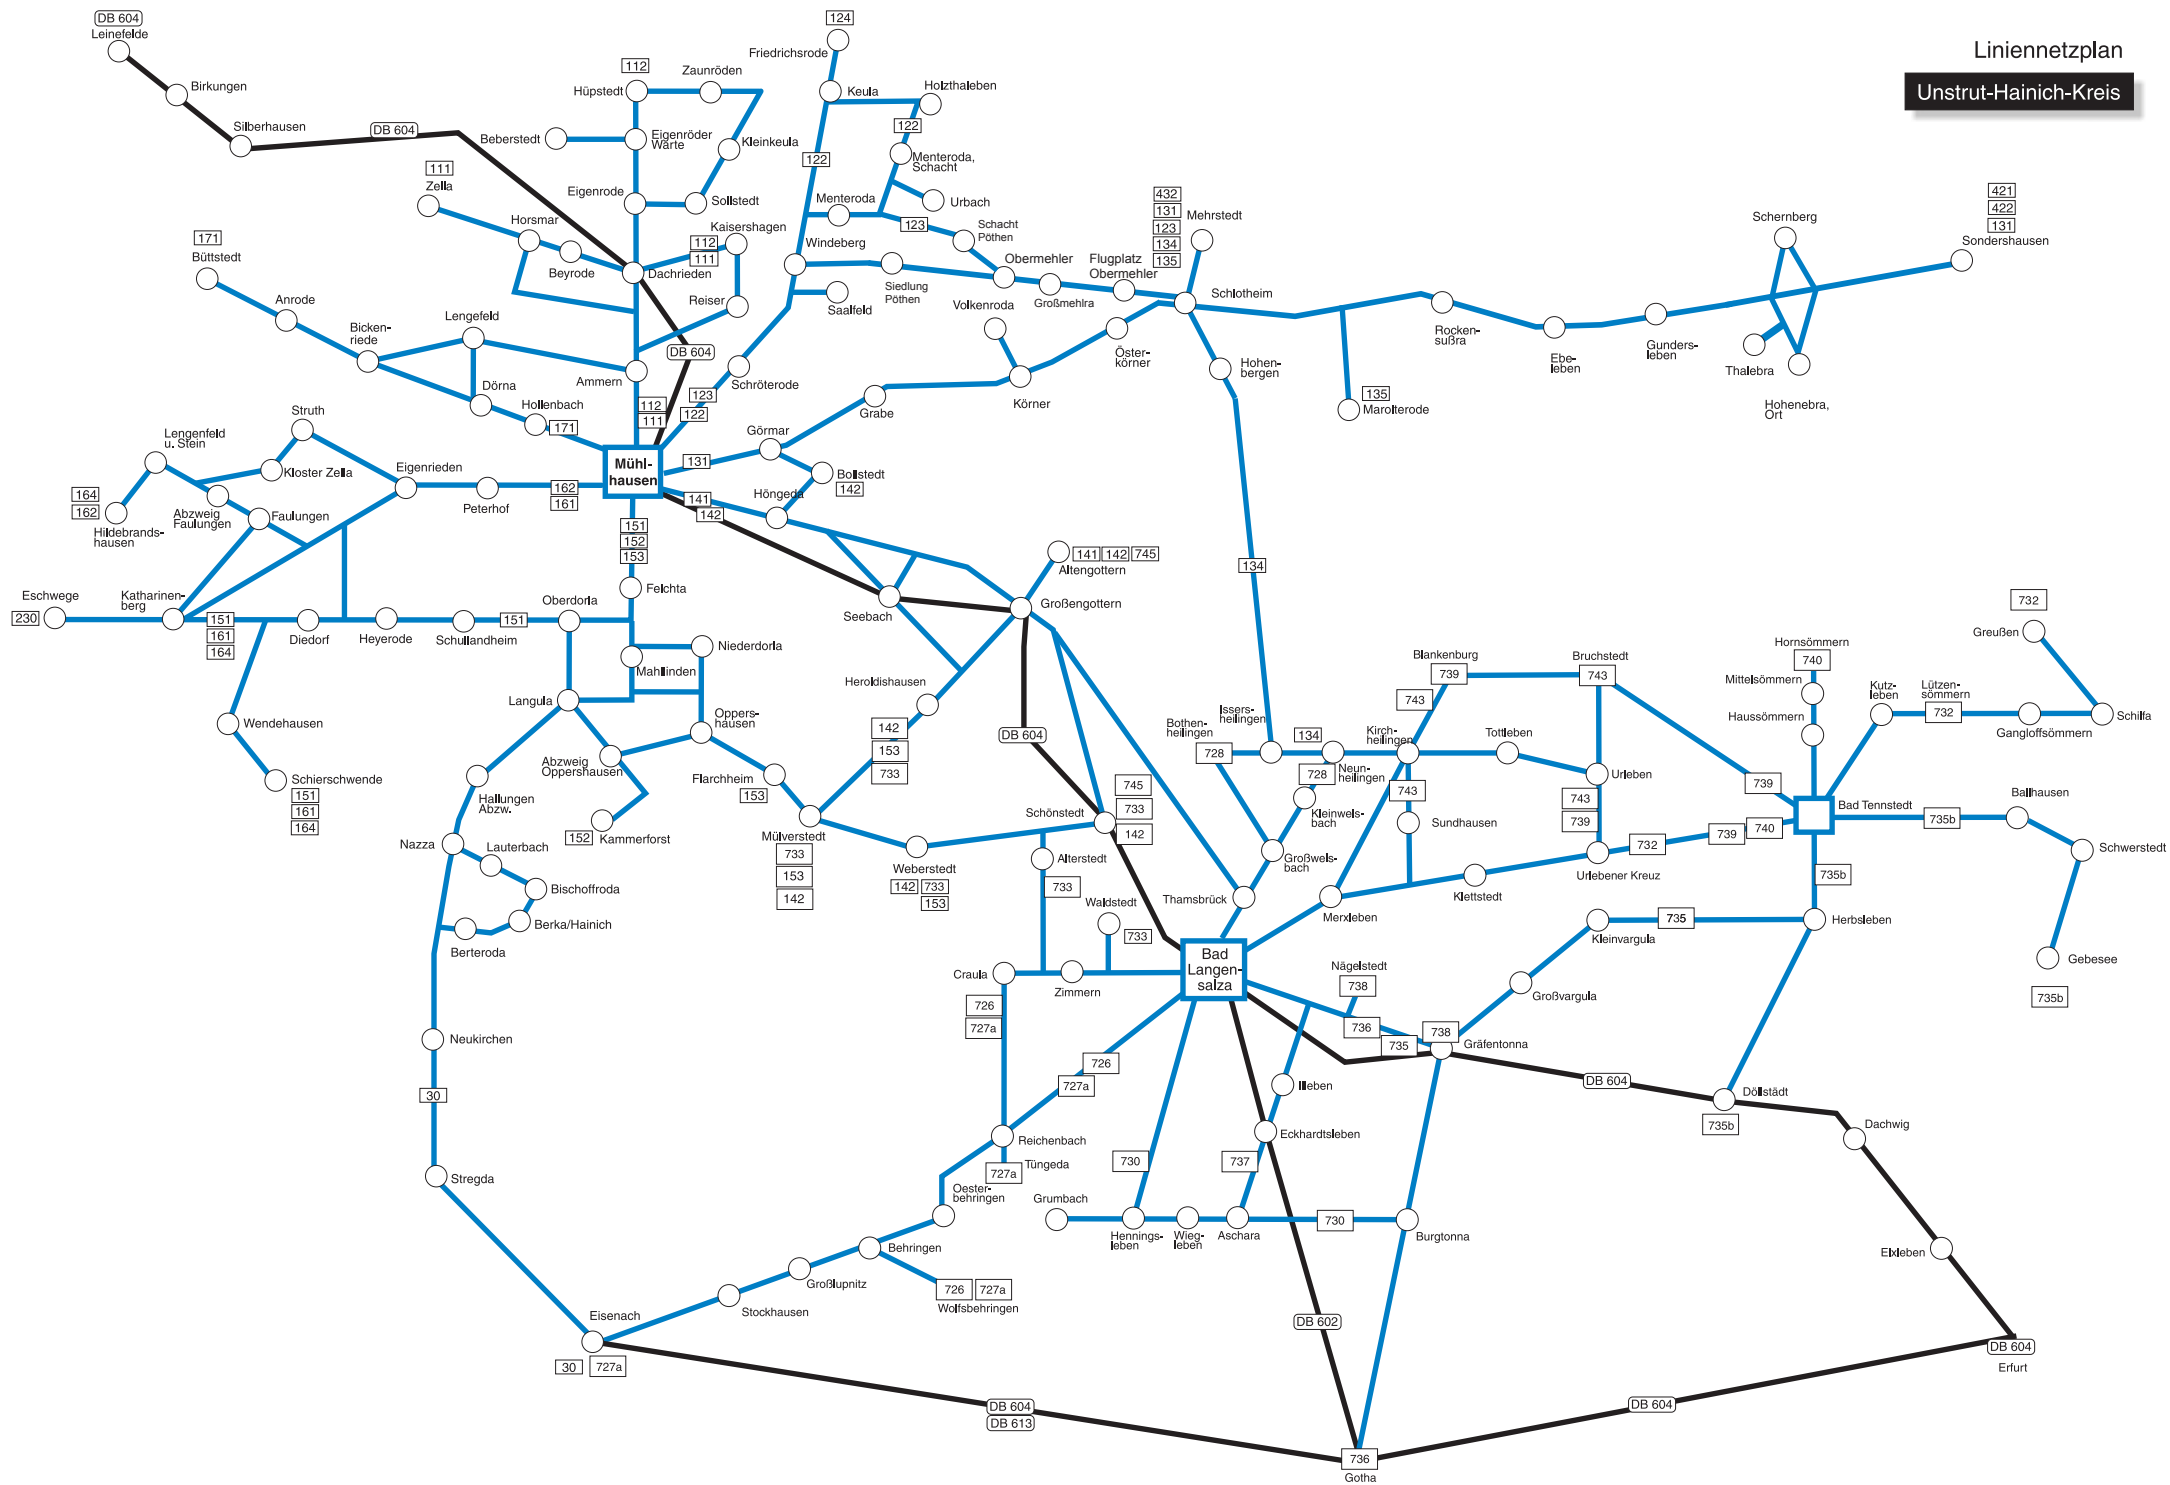 Liniennetzplan
Unstrut-Hainich-Kreis
DB 604
Leinefelde
Birkungen
Silberhausen
DB 604
112
Hüpstedt
Zaunröden
Beberstedt
Eigenröder
Warte
Kleinkeula
Eigenrode
Sollstedt
124
Friedrichsrode
Keula
Holzthaleben
122
122
Menteroda,
Schacht
Menteroda
Urbach
123
Schacht
Pöthen
111
Zella
Horsmar
Beyrode
Kaisershagen
112
111
Dachrieden
Reiser
Windeberg
Siedlung
Pöthen
Saalfeld
Obermehler
Großmehlra
Flugplatz
Obermehler
432
131
123
134
135
Mehrstedt
Schlotheim
421
422
131
Sondershausen
Schernberg
171
Büttstedt
Anrode
Bicken-
riede
Lengefeld
Dörna
Ammern
DB 604
Schröterode
Volkenroda
Öster-
körner
Körner
Hohen-
bergen
Rocken-
sußra
Ebe-
leben
Gunders-
leben
Thalebra
Hohenebra,
Ort
135
Marolterode
Hollenbach
171
112
111
123
122
Grabe
Görmar
Struth
Lengenfeld
u. Stein
Kloster Zella
Eigenrieden
Peterhof
162
161
Mühl-
hausen
131
141
142
Höngeda
Bollstedt
142
164
162
Hildebrands-
hausen
Abzweig
Faulungen
Faulungen
151
152
153
Felchta
134
141
142
745
Altengottern
Eschwege
230
Katharinen-
berg
151
161
164
Diedorf
Heyerode
Schullandheim
151
Oberdorla
Seebach
Großengottern
Niederdorla
Mahllinden
Langula
Oppers-
hausen
Heroldishausen
Wendehausen
Schierschwende
151
161
164
Hallungen
Abzw.
Abzweig
Oppershausen
152
Kammerforst
Flarchheim
153
142
153
733
DB 604
Mülverstedt
733
153
142
Weberstedt
142
733
153
Schönstedt
745
733
142
Alterstedt
733
Waldstedt
733
Thamsbrück
Issers-
heilingen
Bothen-
heilingen
728
134
728
Neun-
heilingen
Kleinwels-
bach
Großwels-
bach
Kirch-
heilingen
743
Blankenburg
739
743
Sundhausen
Merxleben
Tottleben
Bruchstedt
743
Urleben
743
739
Urlebener Kreuz
Klettstedt
732
739
740
739
Bad Tennstedt
Hornsömmern
740
Mittelsömmern
Haussömmern
Kutz-
leben
Lützen-
sömmern
732
Gangloffsömmern
Schilfa
732
Greußen
735b
Ballhausen
Schwerstedt
Gebesee
735b
735b
Herbsleben
735
Kleinvargula
Großvargula
Nazza
Lauterbach
Bischoffroda
Berka/Hainich
Berteroda
Neukirchen
30
Stregda
Craula
726
727a
Zimmern
Bad
Langen-
salza
Nägelstedt
738
736
735
738
Gräfentonna
DB 604
Döllstädt
735b
Dachwig
Elxleben
DB 604
Erfurt
726
727a
Reichenbach
727a
Tüngeda
Oester-
behringen
Behringen
726
727a
Wolfsbehringen
Großlupnitz
Stockhausen
Eisenach
30
727a
Illeben
Eckhardtsleben
737
730
Grumbach
Hennings-
leben
Wieg-
leben
Aschara
730
Burgtonna
DB 602
DB 604
DB 613
DB 604
736
Gotha